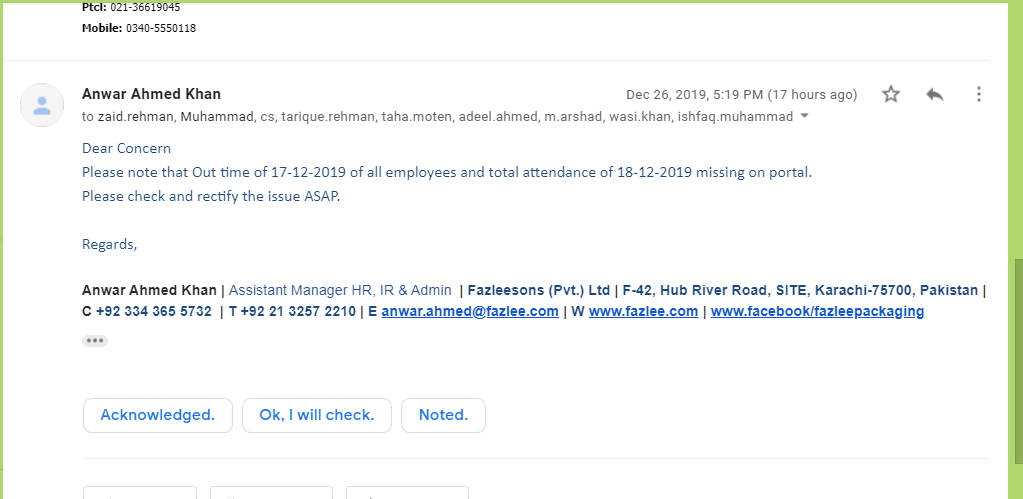 Ptcl: 021-36619045
Mobile: 0340-5550118
Anwar Ahmed Khan
Dec 26, 2019, 5:19 PM (17 hours ago)
to zaid.rehman, Muhammad, cs, tarique.rehman, taha.moten, adeel.ahmed, m.arshad, wasi.khan, ishfaq.muhammad
Dear Concern
Please note that Out time of 17-12-2019 of all employees and total attendance of 18-12-2019 missing on portal.
Please check and rectify the issue ASAP.
Regards,
Anwar Ahmed Khan | Assistant Manager HR, IR & Admin | Fazleesons (Pvt.) Ltd | F-42, Hub River Road, SITE, Karachi-75700, Pakistan |
C +92 334 365 5732 | T +92 21 3257 2210 | E anwar.ahmed@fazlee.com | W www.fazlee.com | www.facebook/fazleepackaging
Acknowledged.
Ok, I will check.
Noted.